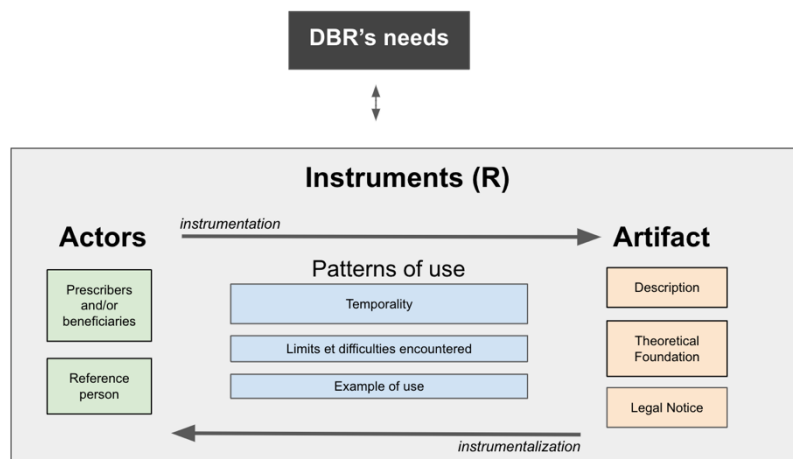 DBR's needs
Instruments (R)
instrumentation
Actors
Artifact
Patterns of use
Prescribers
and/or
beneficiaries
Reference
person
Temporality
Limits et difficulties encountered
Example of use
Description
Theoretical
Foundation
Legal Notice
instrumentalization